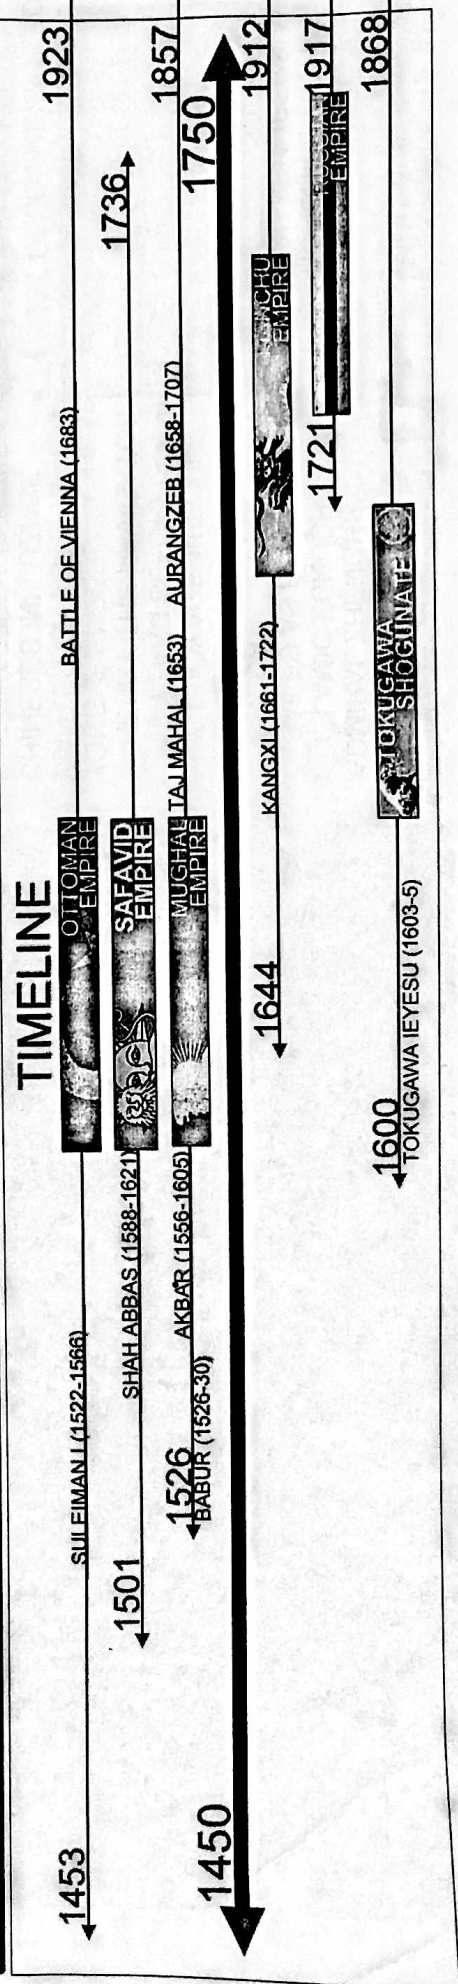 TIMELINE
1453
SULEIMAN I (1522-1566)
OTTOMAN
EMPIRE
BATTLE OF VIENNA (1683)
1923
1501
SHAH ABBAS (1588-1621)
SAFAVID
EMPIRE
1736
1526
BABUR (1526-30)
AKBAR (1556-1605)
MUGHAL
EMPIRE
TAJ MAHAL (1653)
AURANGZEB (1658-1707)
1857
1450
1750
1644
KANGXI (1661-1722)
MANCHU
EMPIRE
1912
1721
RUSSIAN
EMPIRE
1917
1600
TOKUGAWA IEYESU (1603-5)
TOKUGAWA
SHOGUNATE
1868